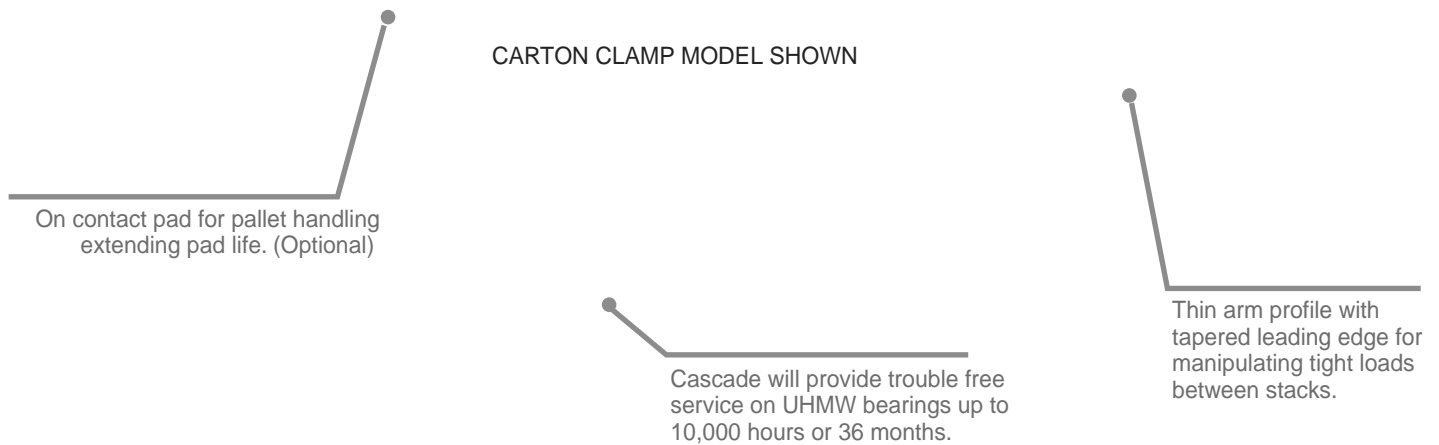 CARTON CLAMP MODEL SHOWN
On contact pad for pallet handling
extending pad life. (Optional)
Thin arm profile with
tapered leading edge for
manipulating tight loads
between stacks.
Cascade will provide trouble free
service on UHMW bearings up to
10,000 hours or 36 months.